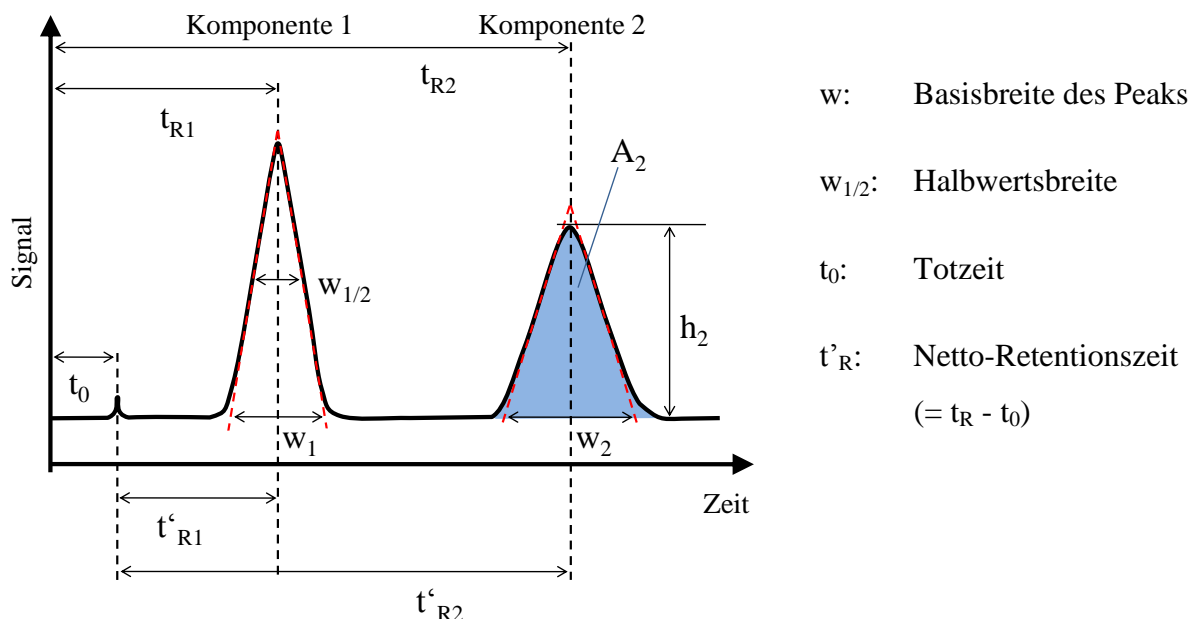 Komponente 1
Komponente 2
t_R2
t_R1
A_2
Signal
w_1/2
h_2
t_0
w_1
w_2
Zeit
t‘_R1
t‘_R2
w: Basisbreite des Peaks
w_1/2: Halbwertsbreite
t_0: Totzeit
t’_R: Netto-Retentionszeit
(= t_R - t_0)